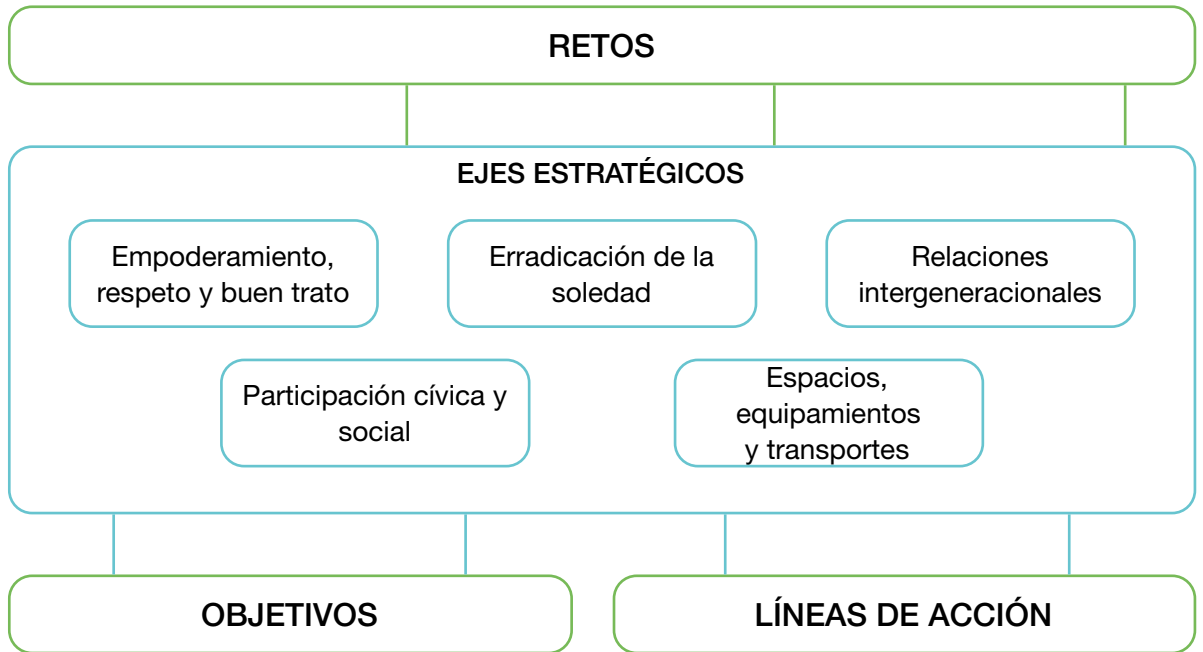 RETOS
EJES ESTRATÉGICOS
Empoderamiento,
respeto y buen trato
Erradicación de la
soledad
Relaciones
intergeneracionales
Participación cívica y
social
Espacios,
equipamientos
y transportes
OBJETIVOS
LÍNEAS DE ACCIÓN